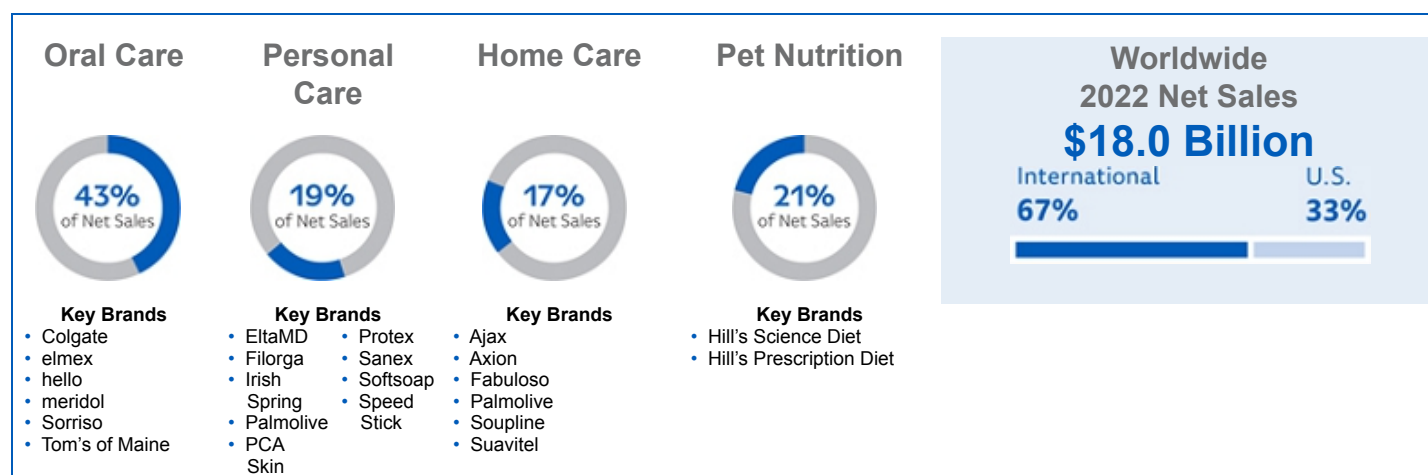 Oral Care
43%
of Net Sales
Key Brands
• Colgate
• elmex
• hello
• meridol
• Sorriso
• Tom's of Maine
Personal
Care
19%
of Net Sales
Key Brands
• EltaMD
• Filorga
• Irish
Spring
• Palmolive
• PCA
Skin
• Protex
• Sanex
• Softsoap
• Speed
Stick
Home Care
17%
of Net Sales
Key Brands
• Ajax
• Axion
• Fabuloso
• Palmolive
• Soupline
• Suavitel
Pet Nutrition
21%
of Net Sales
Key Brands
• Hill's Science Diet
• Hill's Prescription Diet
Worldwide
2022 Net Sales
$18.0 Billion
International U.S.
67% 33%